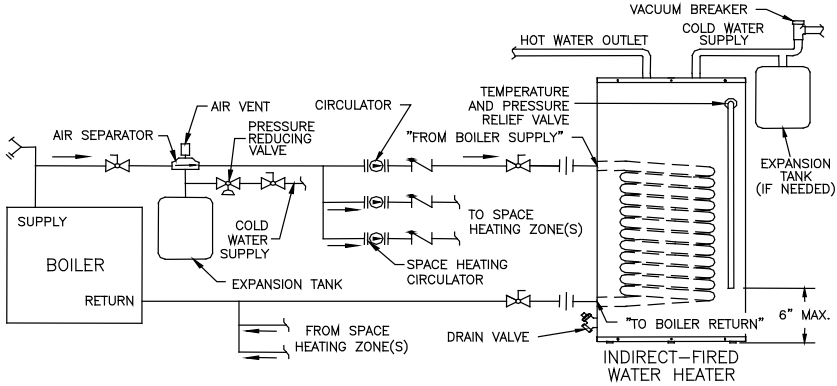 VACUUM BREAKER
COLD WATER
SUPPLY
HOT WATER OUTLET
AIR VENT
CIRCULATOR
TEMPERATURE
AND PRESSURE
RELIEF VALVE
AIR SEPARATOR
PRESSURE
REDUCING
VALVE
"FROM BOILER SUPPLY"
EXPANSION
TANK
(IF NEEDED)
SUPPLY
COLD
WATER
SUPPLY
TO SPACE
HEATING ZONE(S)
BOILER
EXPANSION TANK
SPACE HEATING
CIRCULATOR
RETURN
6" MAX.
"TO BOILER RETURN"
FROM SPACE
HEATING ZONE(S)
DRAIN VALVE
INDIRECT-FIRED
WATER HEATER